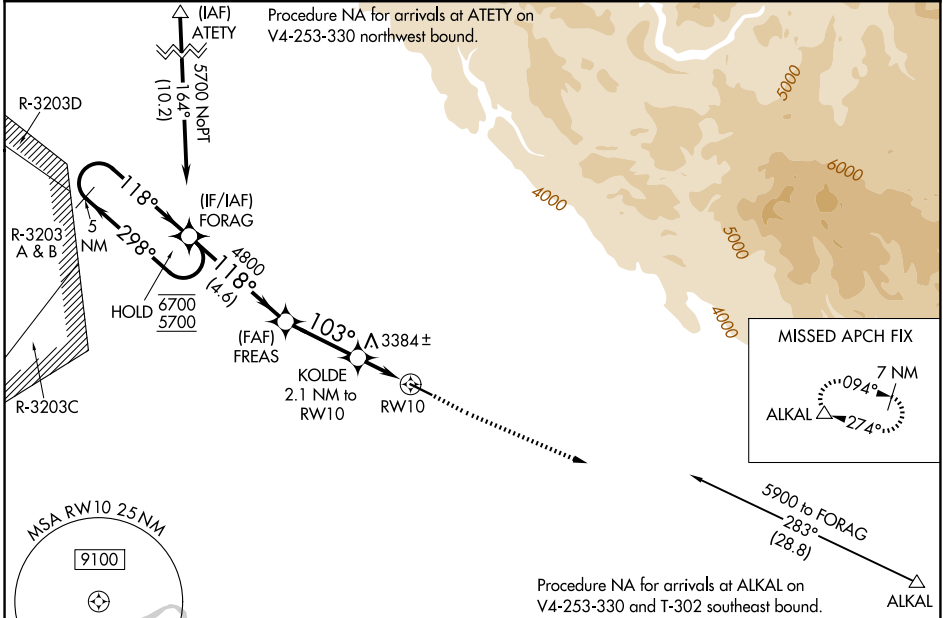 (IAF)
ATETY
Procedure NA for arrivals at ATETY on
V4-253-330 northwest bound.
5700 NoPT
164°
(10.2)
5000
6000
4000
5000
4000
R-3203D
R-3203
A & B
R-3203C
118°
298°
5
NM
(IF/IAF)
FORAG
HOLD
6700
5700
4800
118°
(4.6)
(FAF)
FREAS
103°
3384±
KOLDE
2.1 NM to
RW10
RW10
MISSED APCH FIX
7 NM
094°
ALKAL
274°
5900 to FORAG
283°
(28.8)
ALKAL
MSA RW10 25 NM
9100
Procedure NA for arrivals at ALKAL on
V4-253-330 and T-302 southeast bound.